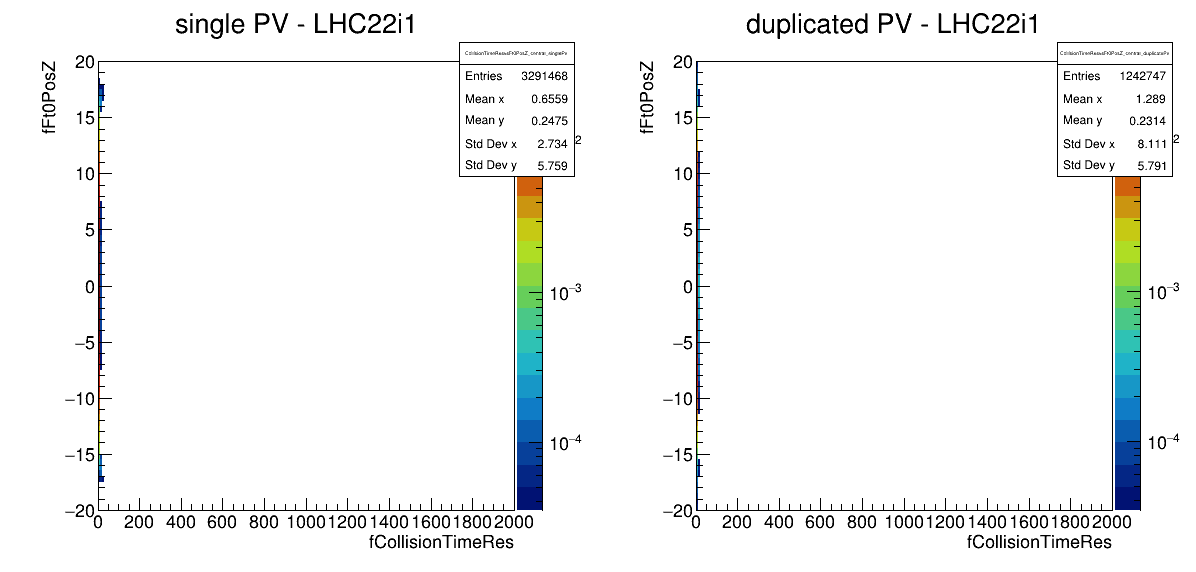 single PV - LHC22i1
fFt0PosZ
CollisionTimeResvsFt0PosZ_central_singlePV
Entries 3291468
Mean x 0.6559
Mean y 0.2475
Std Dev x 2.734
Std Dev y 5.759
20
15
10
5
0
−5
−10
−15
−20
0 200 400 600 800 1000 1200 1400 1600 1800 2000
fCollisionTimeRes
2
10−3
10−4
duplicated PV - LHC22i1
fFt0PosZ
Entries 1242747
Mean x 1.289
Mean y 0.2314
Std Dev x 8.111
Std Dev y 5.791
20
15
10
5
0
−5
−10
−15
−20
0 200 400 600 800 1000 1200 1400 1600 1800 2000
fCollisionTimeRes
2
10−3
10−4